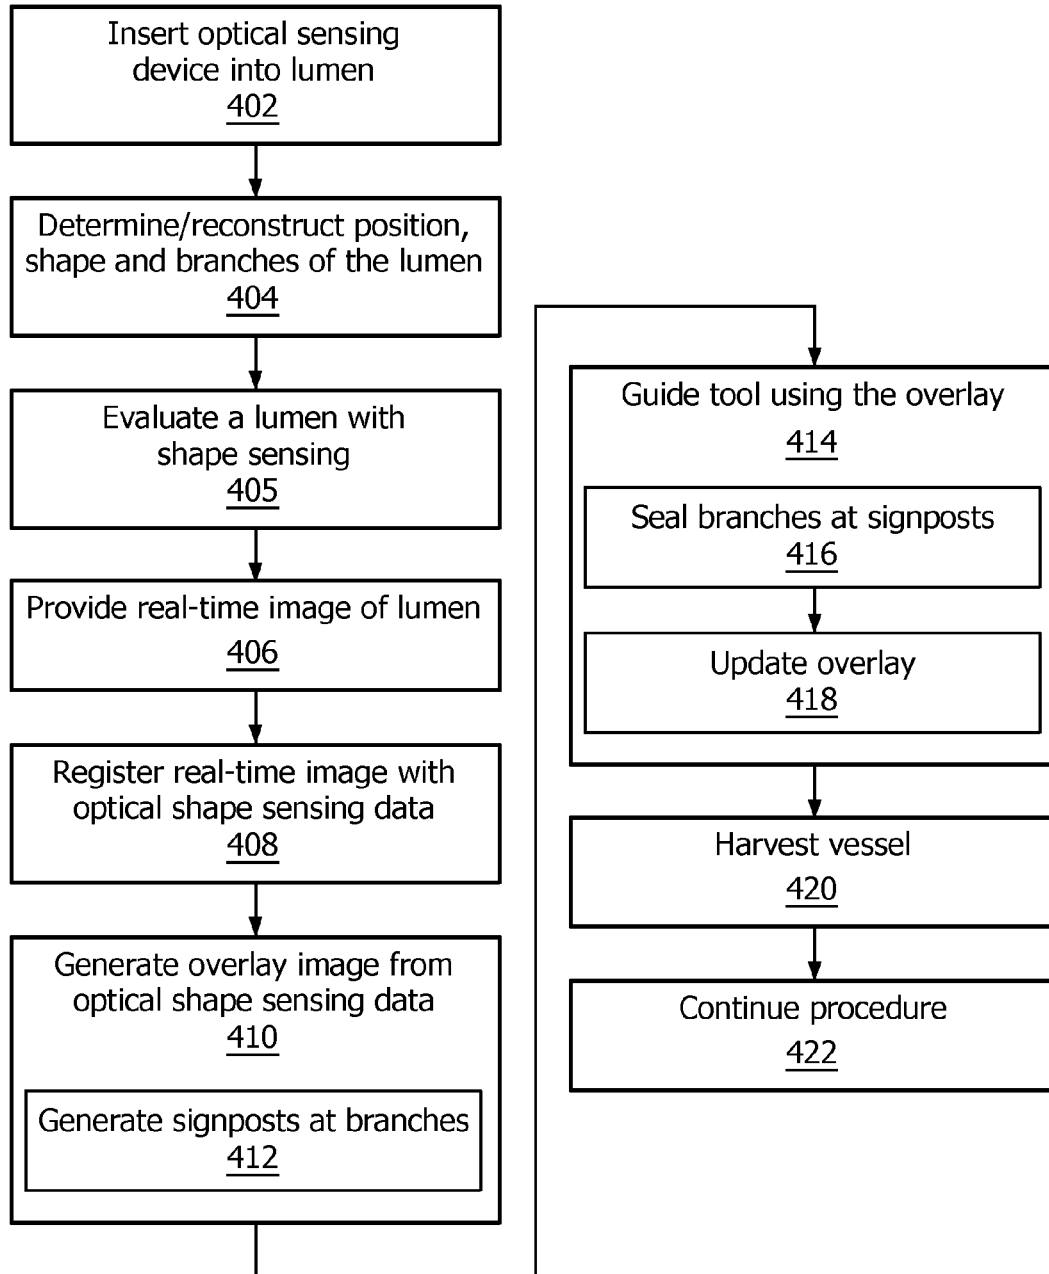 Insert optical sensing
device into lumen
402
Determine/reconstruct position,
shape and branches of the lumen
404
Evaluate a lumen with
shape sensing
405
Provide real-time image of lumen
406
Register real-time image with
optical shape sensing data
408
Generate overlay image from
optical shape sensing data
410
Generate signposts at branches
412
Guide tool using the overlay
414
Seal branches at signposts
416
Update overlay
418
Harvest vessel
420
Continue procedure
422